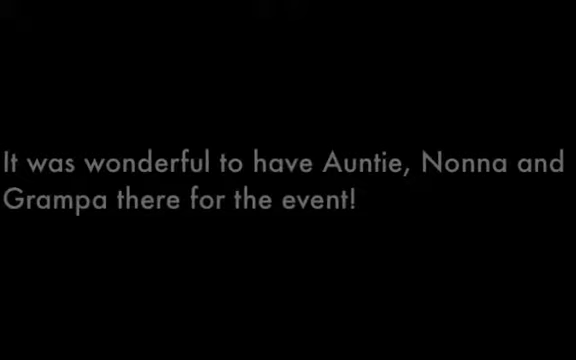 It was wonderful to have Auntie, Nonna and
Grampa there for the event!